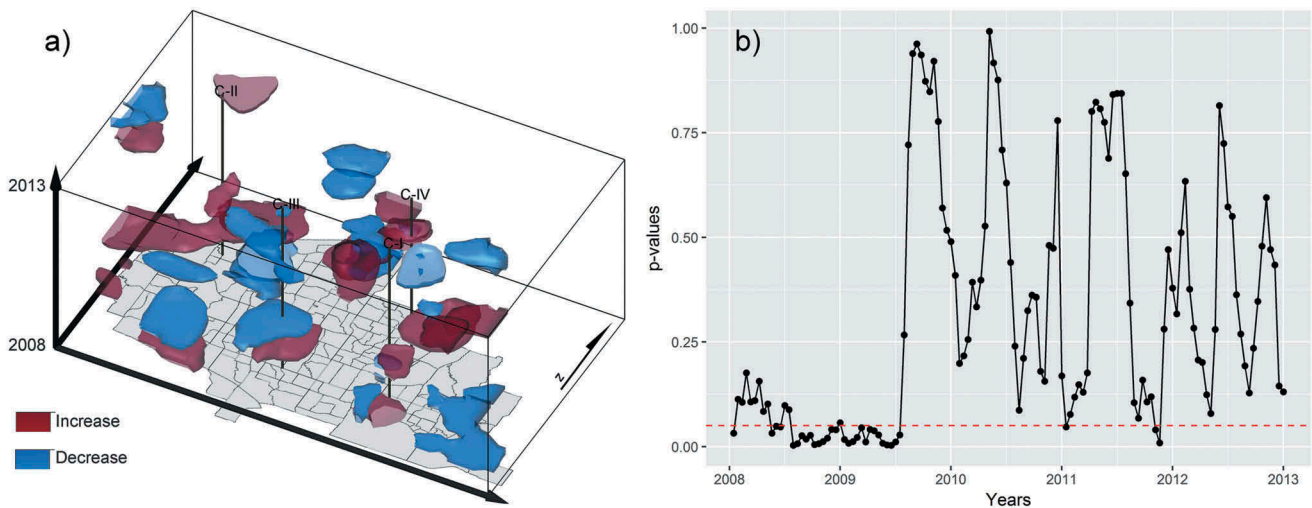 a)
C-II
C-IV
C-III
C-I
2013
2008
N
Increase
Decrease
b)
1.00
0.75
0.50
0.25
0.00
p-values
2008
2009
2010
2011
2012
2013
Years